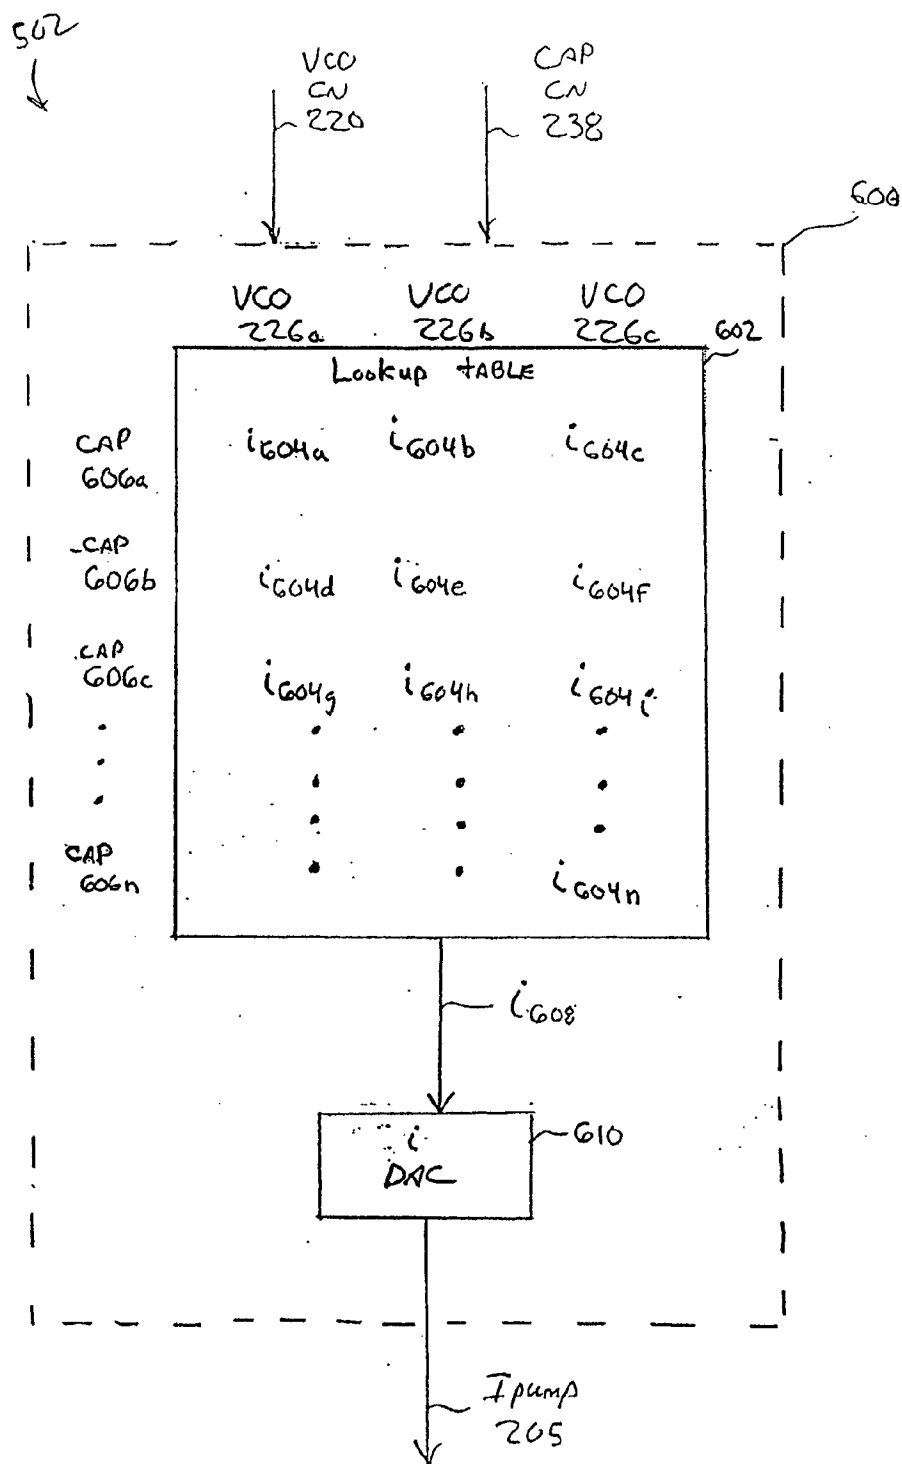 502
VCO
CN
220
CAP
CN
238
600
VCO
226a
VCO
226b
VCO
226c
602
Lookup tABLE
CAP
606a
i604a
i604b
i604c
CAP
606b
i604d
i604e
i604f
CAP
606c
i604g
i604h
i604i
CAP
606n
i604n
i608
i
DAC
610
Ipump
205